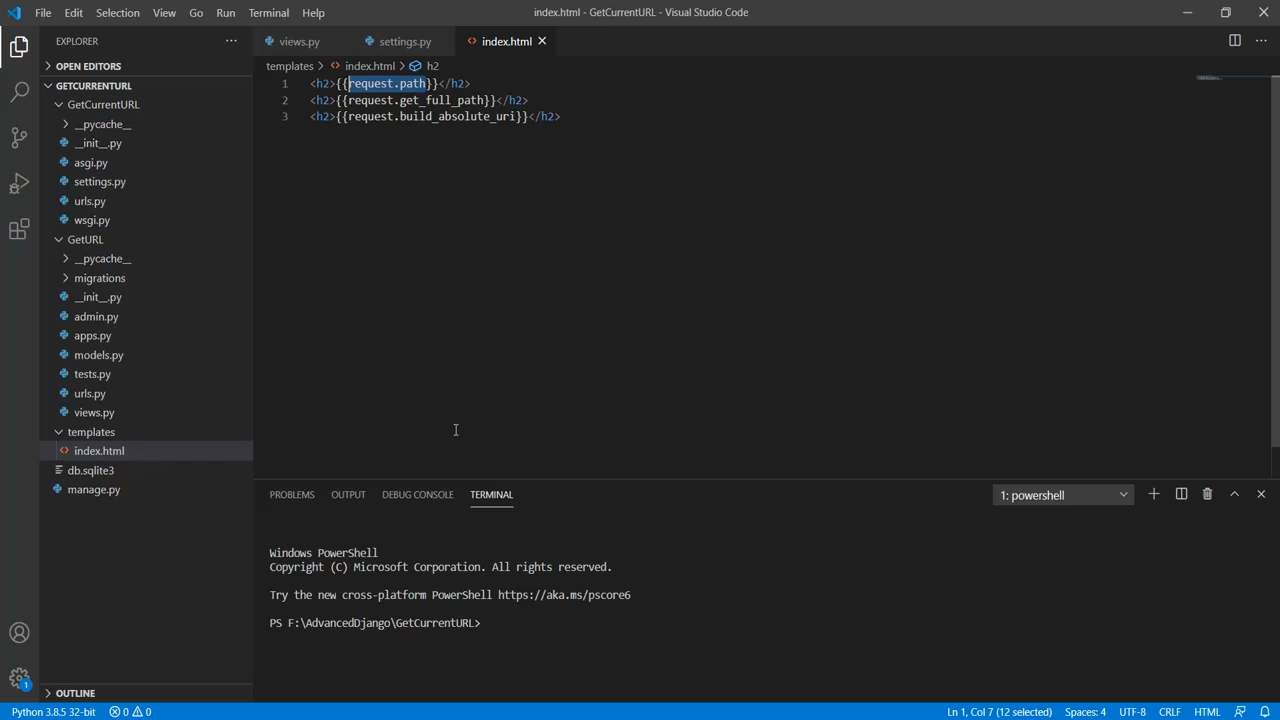 File Edit Selection View Go Run Terminal Help
index.html - GetCurrentURL - Visual Studio Code
EXPLORER
OPEN EDITORS
GETCURRENTURL
GetCurrentURL
__pycache__
__init__.py
asgi.py
settings.py
urls.py
wsgi.py
GetURL
__pycache__
migrations
__init__.py
admin.py
apps.py
models.py
tests.py
urls.py
views.py
templates
index.html
db.sqlite3
manage.py
OUTLINE
views.py settings.py index.html
templates > index.html > h2
1 <h2>{{request.path}}</h2>
2 <h2>{{request.get_full_path}}</h2>
3 <h2>{{request.build_absolute_uri}}</h2>
PROBLEMS OUTPUT DEBUG CONSOLE TERMINAL
1: powershell
Windows PowerShell
Copyright (C) Microsoft Corporation. All rights reserved.
Try the new cross-platform PowerShell https://aka.ms/pscore6
PS F:\AdvancedDjango\GetCurrentURL>
1
Python 3.8.5 32-bit 0 0 Ln 1, Col 7 (12 selected) Spaces: 4 UTF-8 CRLF HTML